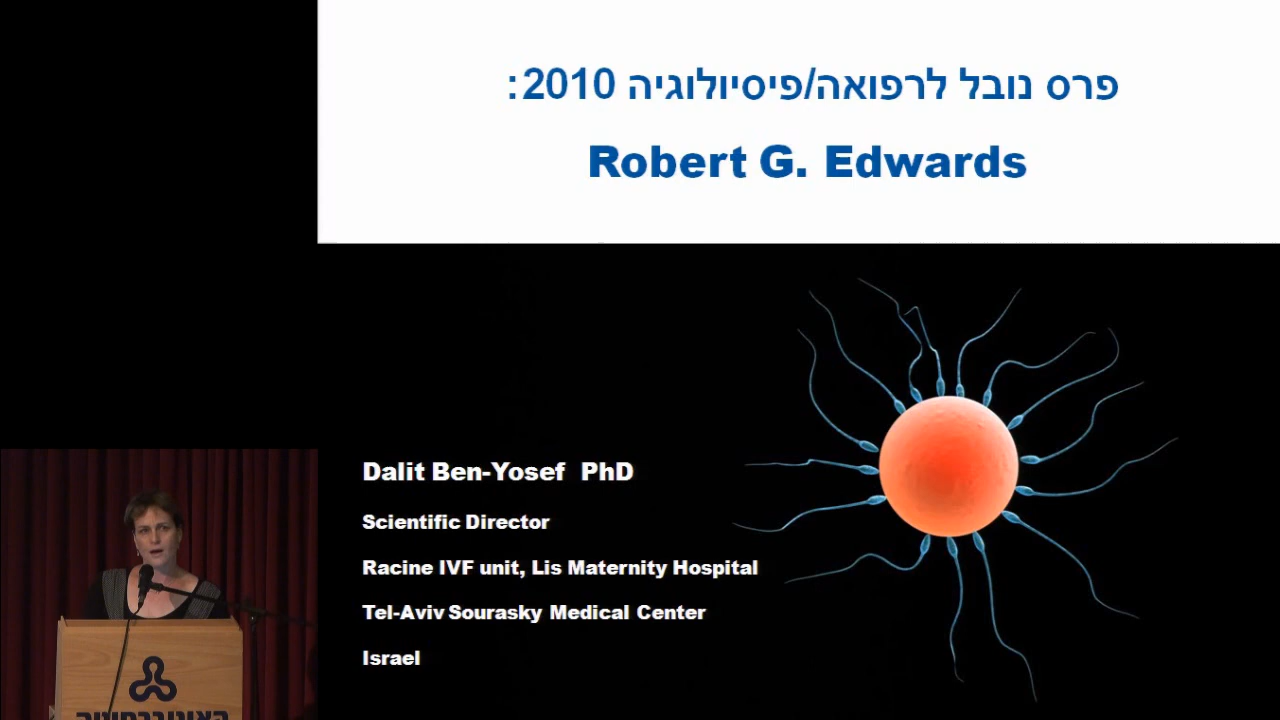 פרס נובל לרפואה/פיסיולוגיה 2010:
Robert G. Edwards
Dalit Ben-Yosef PhD
Scientific Director
Racine IVF unit, Lis Maternity Hospital
Tel-Aviv Sourasky Medical Center
Israel
האוניברסיטה